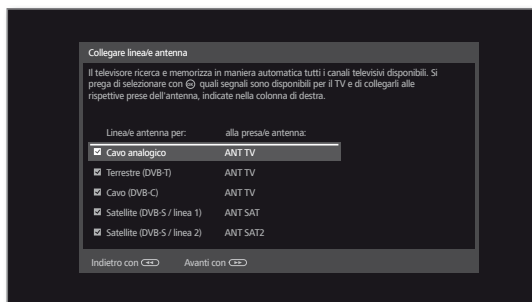 Collegare linea/e antenna
Il televisore ricerca e memorizza in maniera automatica tutti i canali televisivi disponibili. Si
prega di selezionare con OK quali segnali sono disponibili per il TV e di collegarli alle
rispettive prese dell'antenna, indicate nella colonna di destra.
Linea/e antenna per: alla presa/e antenna:
Cavo analogico ANT TV
Terrestre (DVB-T) ANT TV
Cavo (DVB-C) ANT TV
Satellite (DVB-S / linea 1) ANT SAT
Satellite (DVB-S / linea 2) ANT SAT2
Indietro con Avanti con